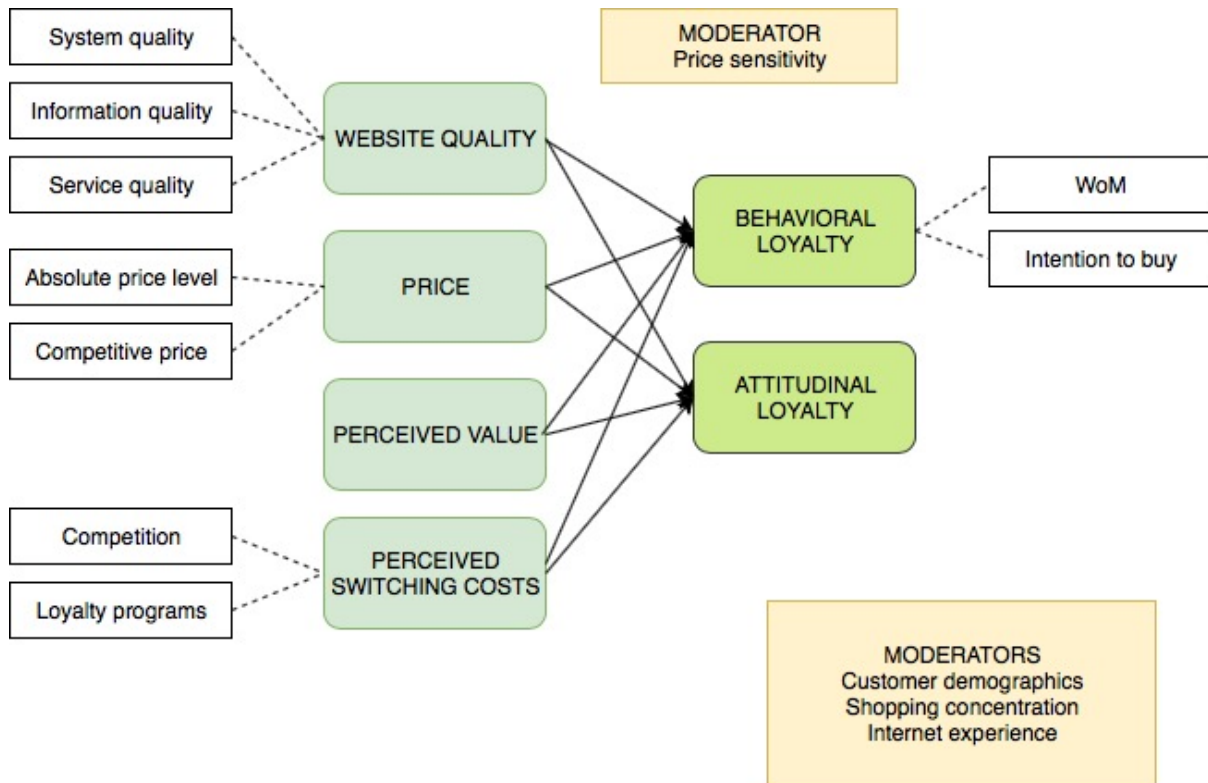 System quality
Information quality
Service quality
Absolute price level
Competitive price
Competition
Loyalty programs
WEBSITE QUALITY
PRICE
PERCEIVED VALUE
PERCEIVED
SWITCHING COSTS
MODERATOR
Price sensitivity
BEHAVIORAL
LOYALTY
ATTITUDINAL
LOYALTY
WoM
Intention to buy
MODERATORS
Customer demographics
Shopping concentration
Internet experience